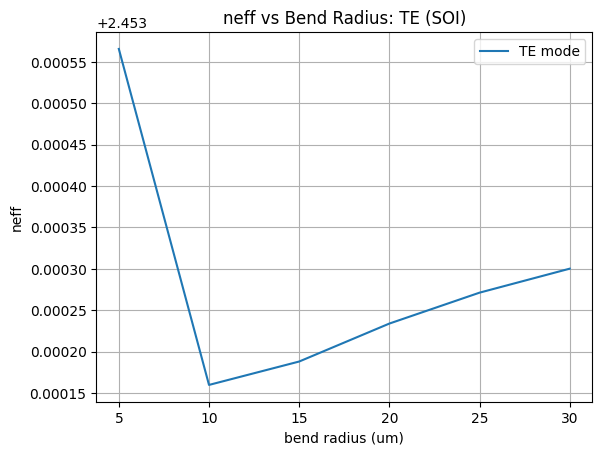 neff vs Bend Radius: TE (SOI)
+2.453
TE mode
0.00055
0.00050
0.00045
0.00040
0.00035
0.00030
0.00025
0.00020
0.00015
neff
5 10 15 20 25 30
bend radius (um)